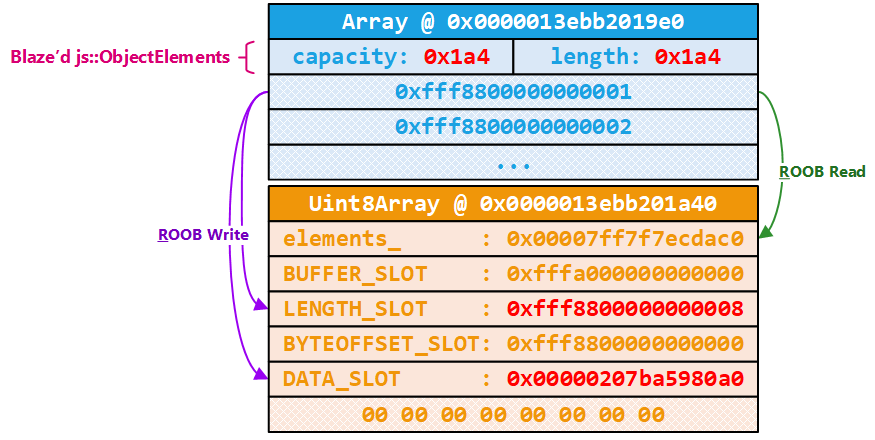 Array @ 0x0000013ebb2019e0
Blaze’d js::ObjectElements
capacity: 0x1a4 length: 0x1a4
0xfff8800000000001
0xfff8800000000002
...
ROOB Read
Uint8Array @ 0x0000013ebb201a40
ROOB Write
elements_ : 0x00007ff7f7ecdac0
BUFFER_SLOT : 0xfffa000000000000
LENGTH_SLOT : 0xfff8800000000008
BYTEOFFSET_SLOT: 0xfff8800000000000
DATA_SLOT : 0x00000207ba5980a0
00 00 00 00 00 00 00 00